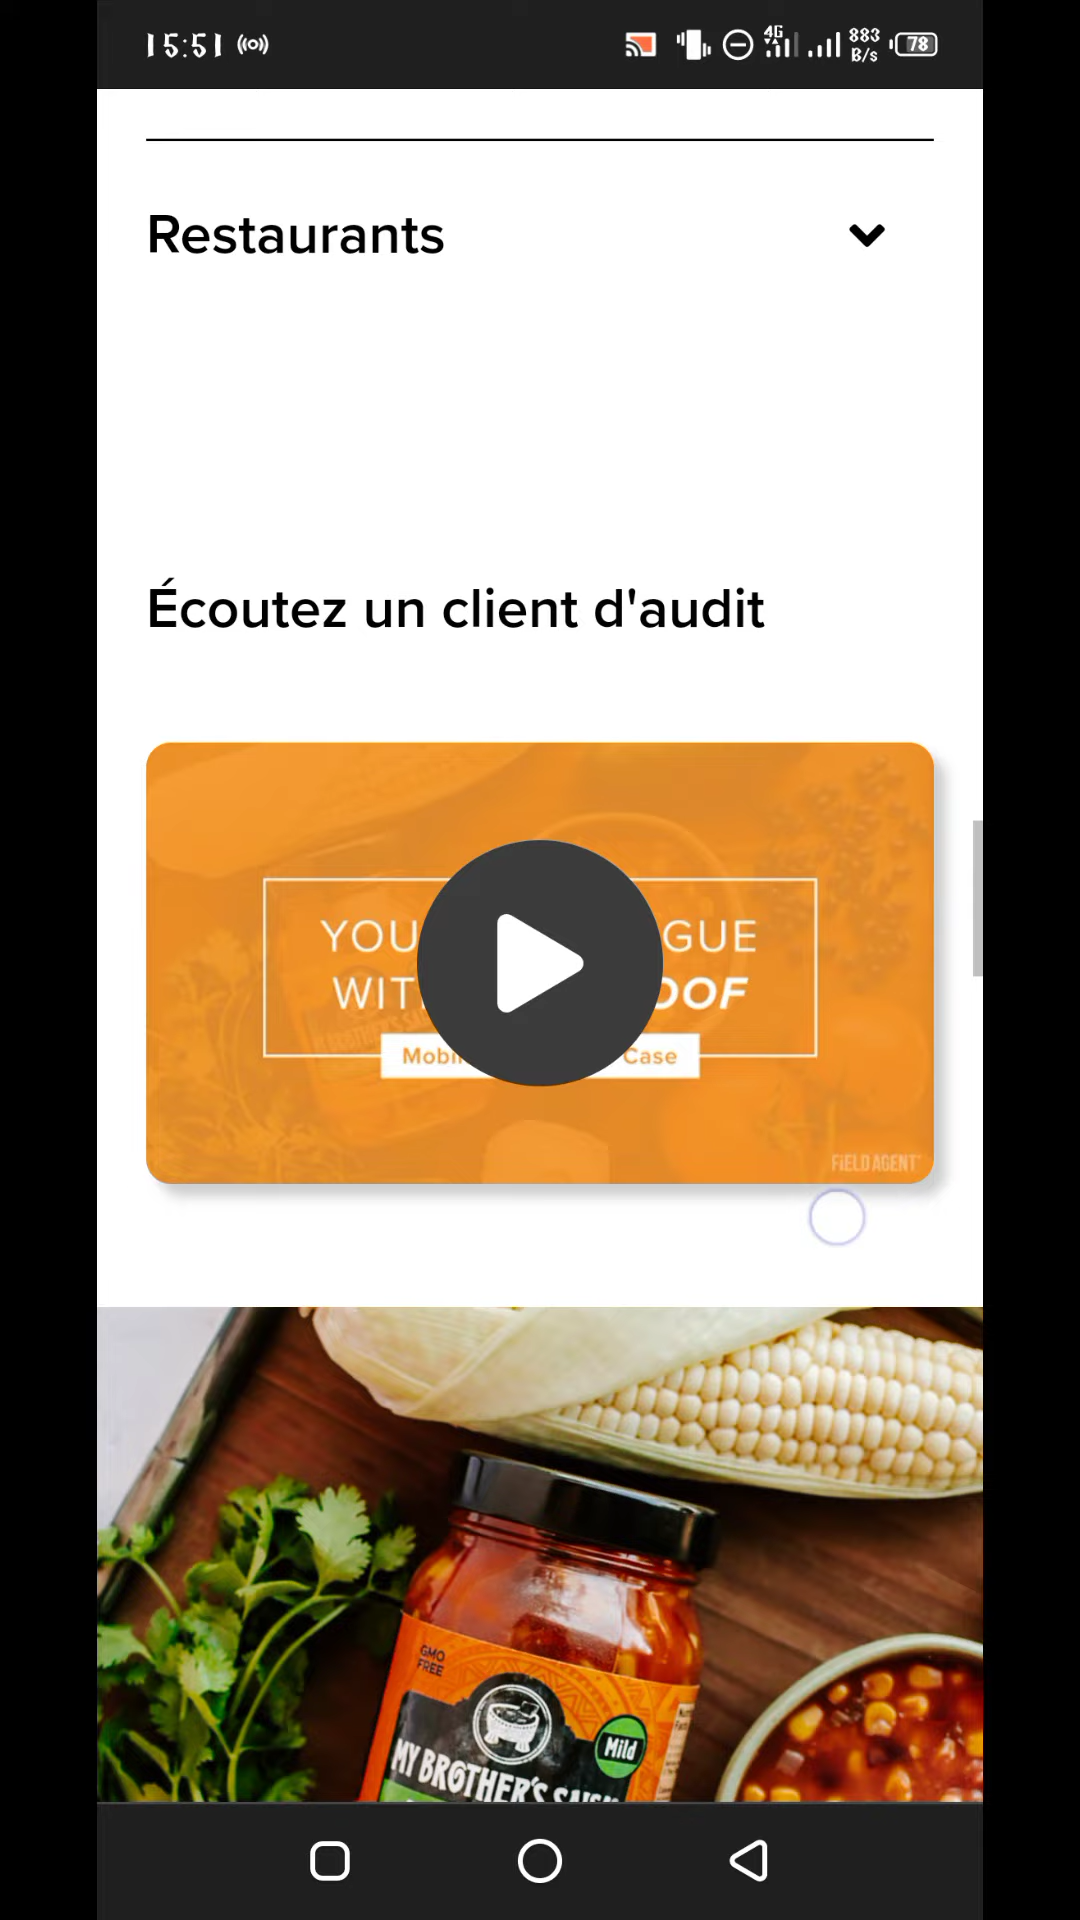 15:51
4G
883
B/s
78
Restaurants
Écoutez un client d'audit
YOU GUE
WIT OOF
Mobi Case
FiELD AGENT
GMO
FREE
Mild
MY BROTHER'S